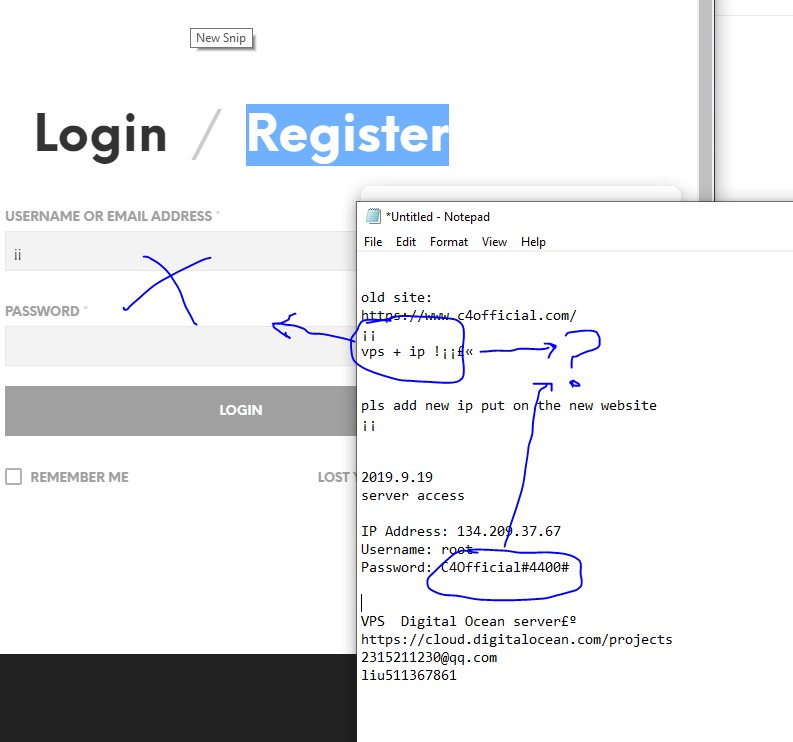 New Snip
Login / Register
USERNAME OR EMAIL ADDRESS *
¡¡
PASSWORD *
LOGIN
REMEMBER ME
LOST
*Untitled - Notepad
File Edit Format View Help
old site:
https://www.c4official.com/
¡¡
vps + ip !¡¡£«
?
pls add new ip put on the new website
¡¡
2019.9.19
server access
IP Address: 134.209.37.67
Username: root
Password: C4Official#4400#
VPS  Digital Ocean server£º
https://cloud.digitalocean.com/projects
2315211230@qq.com
liu511367861